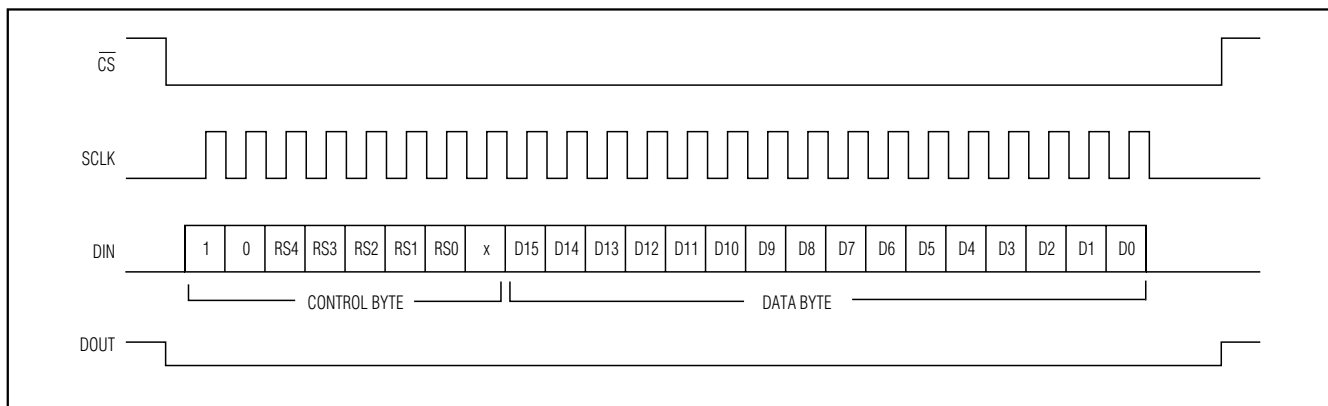 CS
SCLK
DIN 1 0 RS4 RS3 RS2 RS1 RS0 x D15 D14 D13 D12 D11 D10 D9 D8 D7 D6 D5 D4 D3 D2 D1 D0
CONTROL BYTE DATA BYTE
DOUT